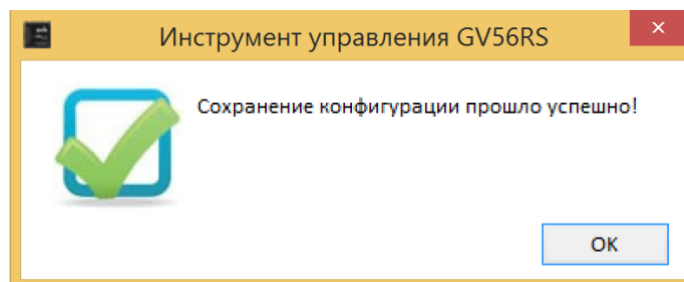 Инструмент управления GV56RS
Сохранение конфигурации прошло успешно!
OK